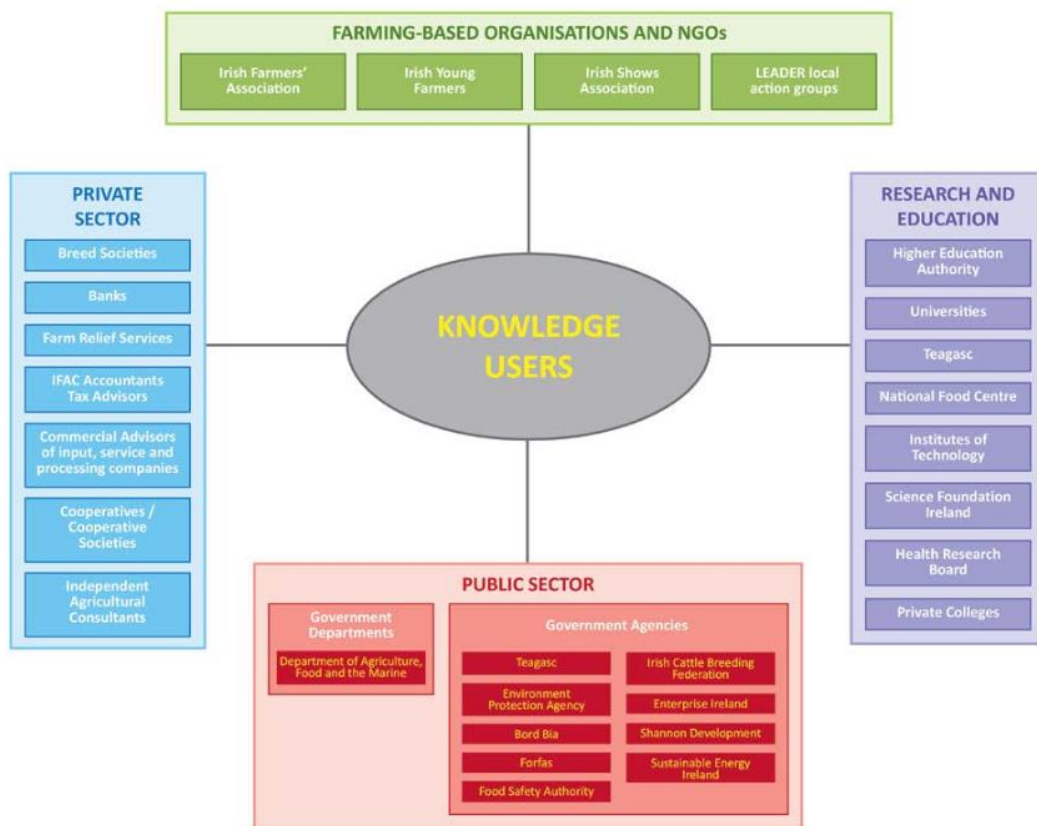 FARMING-BASED ORGANISATIONS AND NGOs
Irish Farmers'
Association
Irish Young
Farmers
Irish Shows
Association
LEADER local
action groups
PRIVATE
SECTOR
Breed Societies
Banks
Farm Relief Services
IFAC Accountants
Tax Advisors
Commercial Advisors
of input, service and
processing companies
Cooperatives /
Cooperative
Societies
Independent
Agricultural
Consultants
KNOWLEDGE
USERS
RESEARCH AND
EDUCATION
Higher Education
Authority
Universities
Teagasc
National Food Centre
Institutes of
Technology
Science Foundation
Ireland
Health Research
Board
Private Colleges
PUBLIC SECTOR
Government
Departments
Department of Agriculture,
Food and the Marine
Government Agencies
Teagasc
Environment
Protection Agency
Bord Bia
Forfas
Food Safety Authority
Irish Cattle Breeding
Federation
Enterprise Ireland
Shannon Development
Sustainable Energy
Ireland